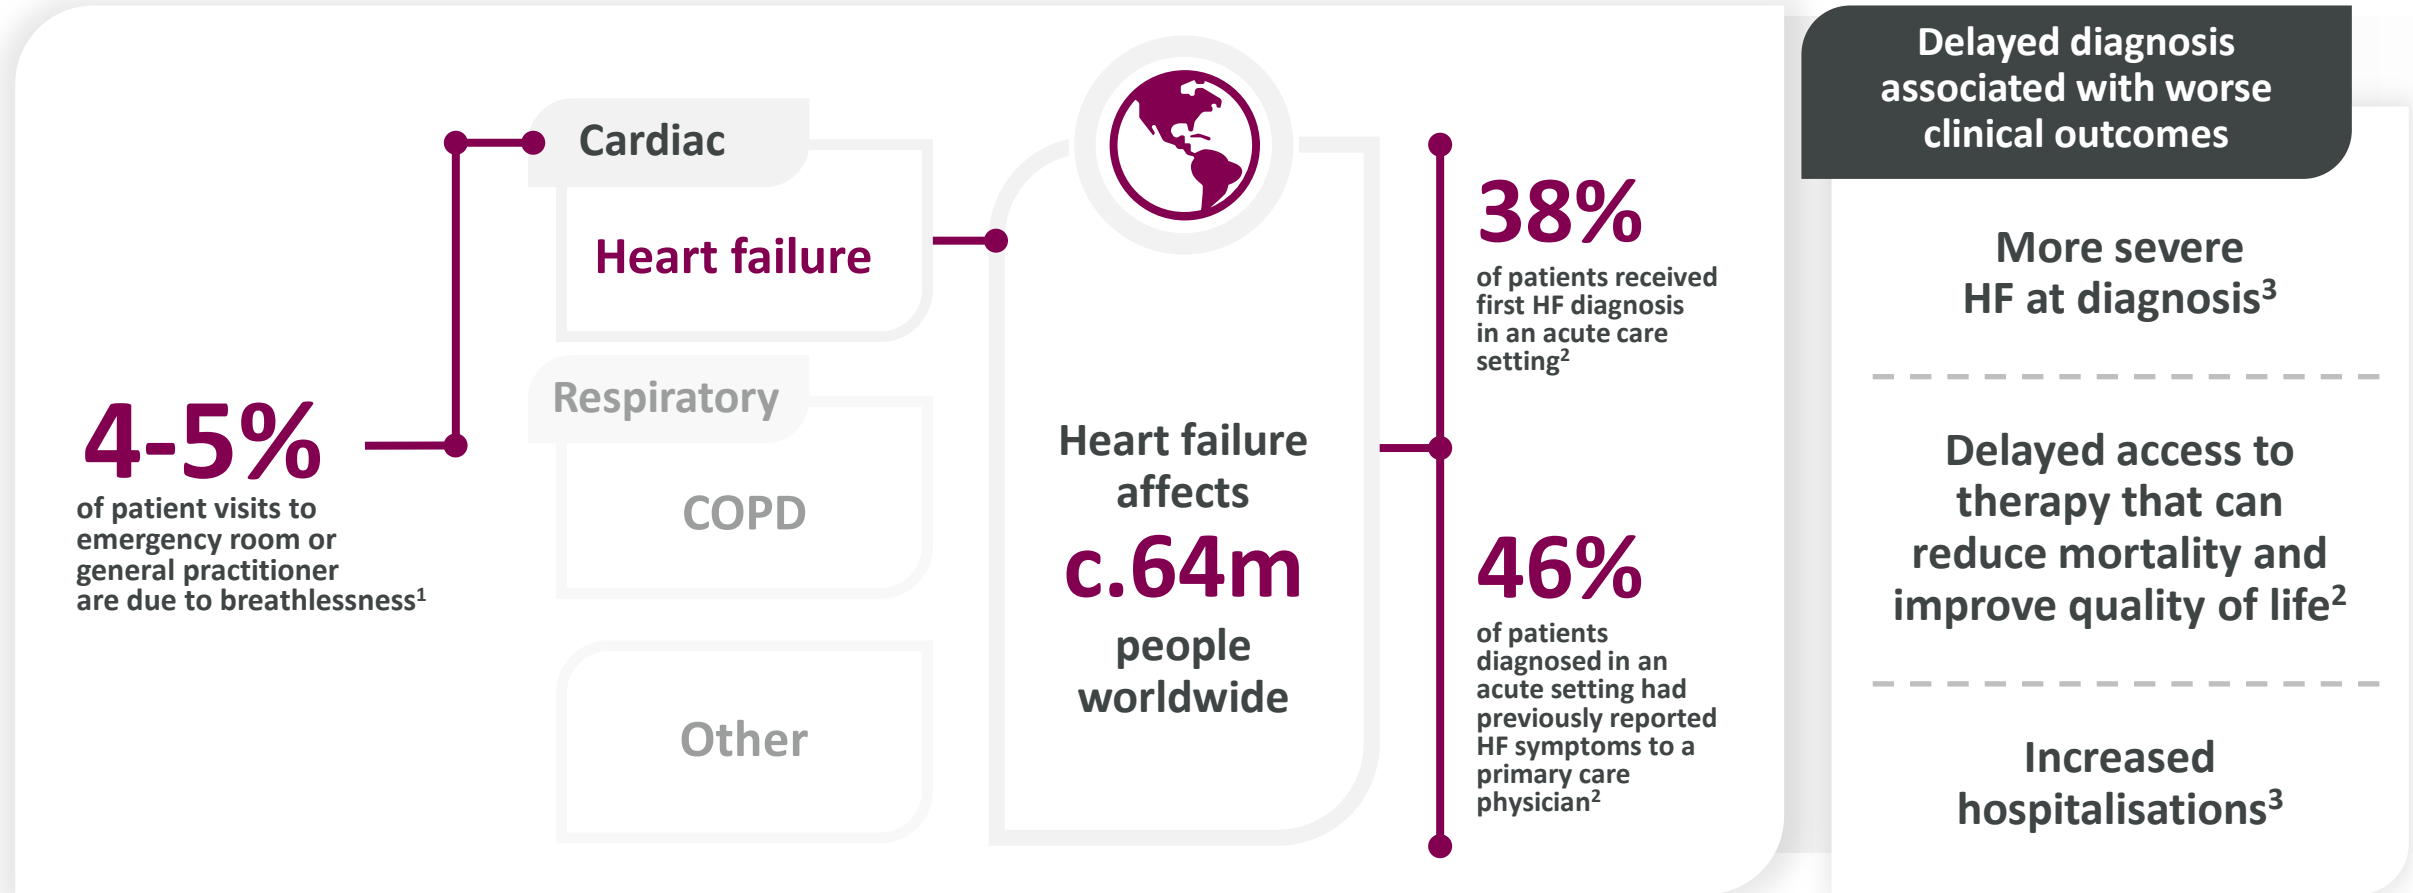 4-5%
of patient visits to
emergency room or
general practitioner
are due to breathlessness¹
Cardiac
Heart failure
Respiratory
COPD
Other
Heart failure
affects
c.64m
people
worldwide
38%
of patients received
first HF diagnosis
in an acute care
setting²
46%
of patients
diagnosed in an
acute setting had
previously reported
HF symptoms to a
primary care
physician²
Delayed diagnosis
associated with worse
clinical outcomes
More severe
HF at diagnosis³
Delayed access to
therapy that can
reduce mortality and
improve quality of life²
Increased
hospitalisations³